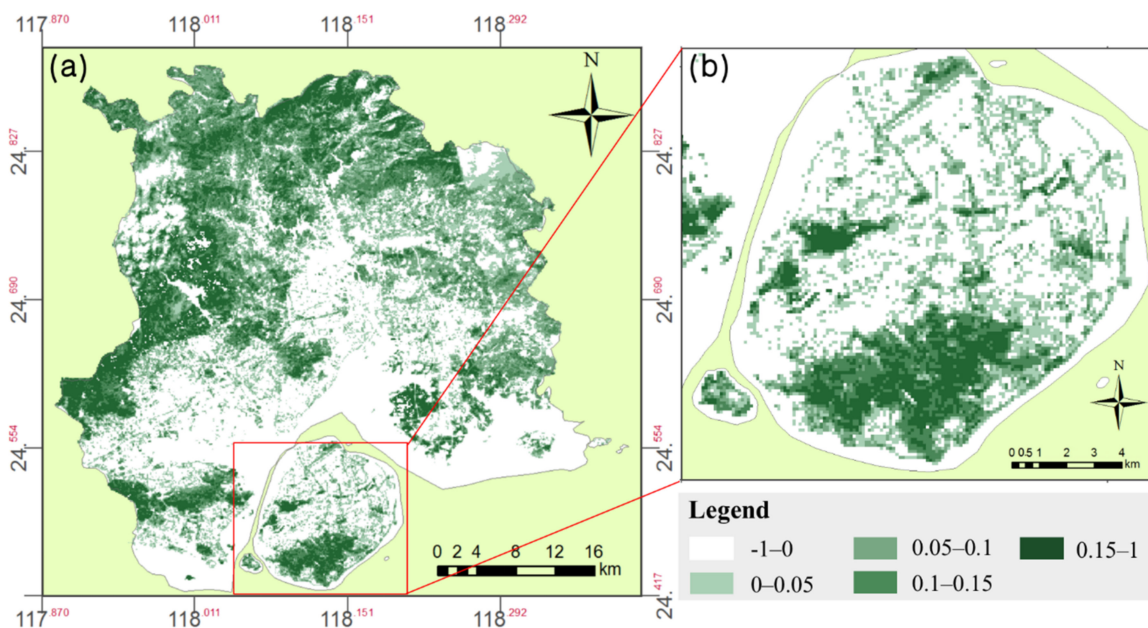 117.870 118.011 118.151 118.292
(a)
N
(b)
24.827 24.827
24.690 24.690
N
24.554 24.554
0 0.5 1 2 3 4
km
0 2 4 8 12 16
km
24.417
117.870 118.011 118.151 118.292
Legend
-1–0 0.05–0.1 0.15–1
0–0.05 0.1–0.15